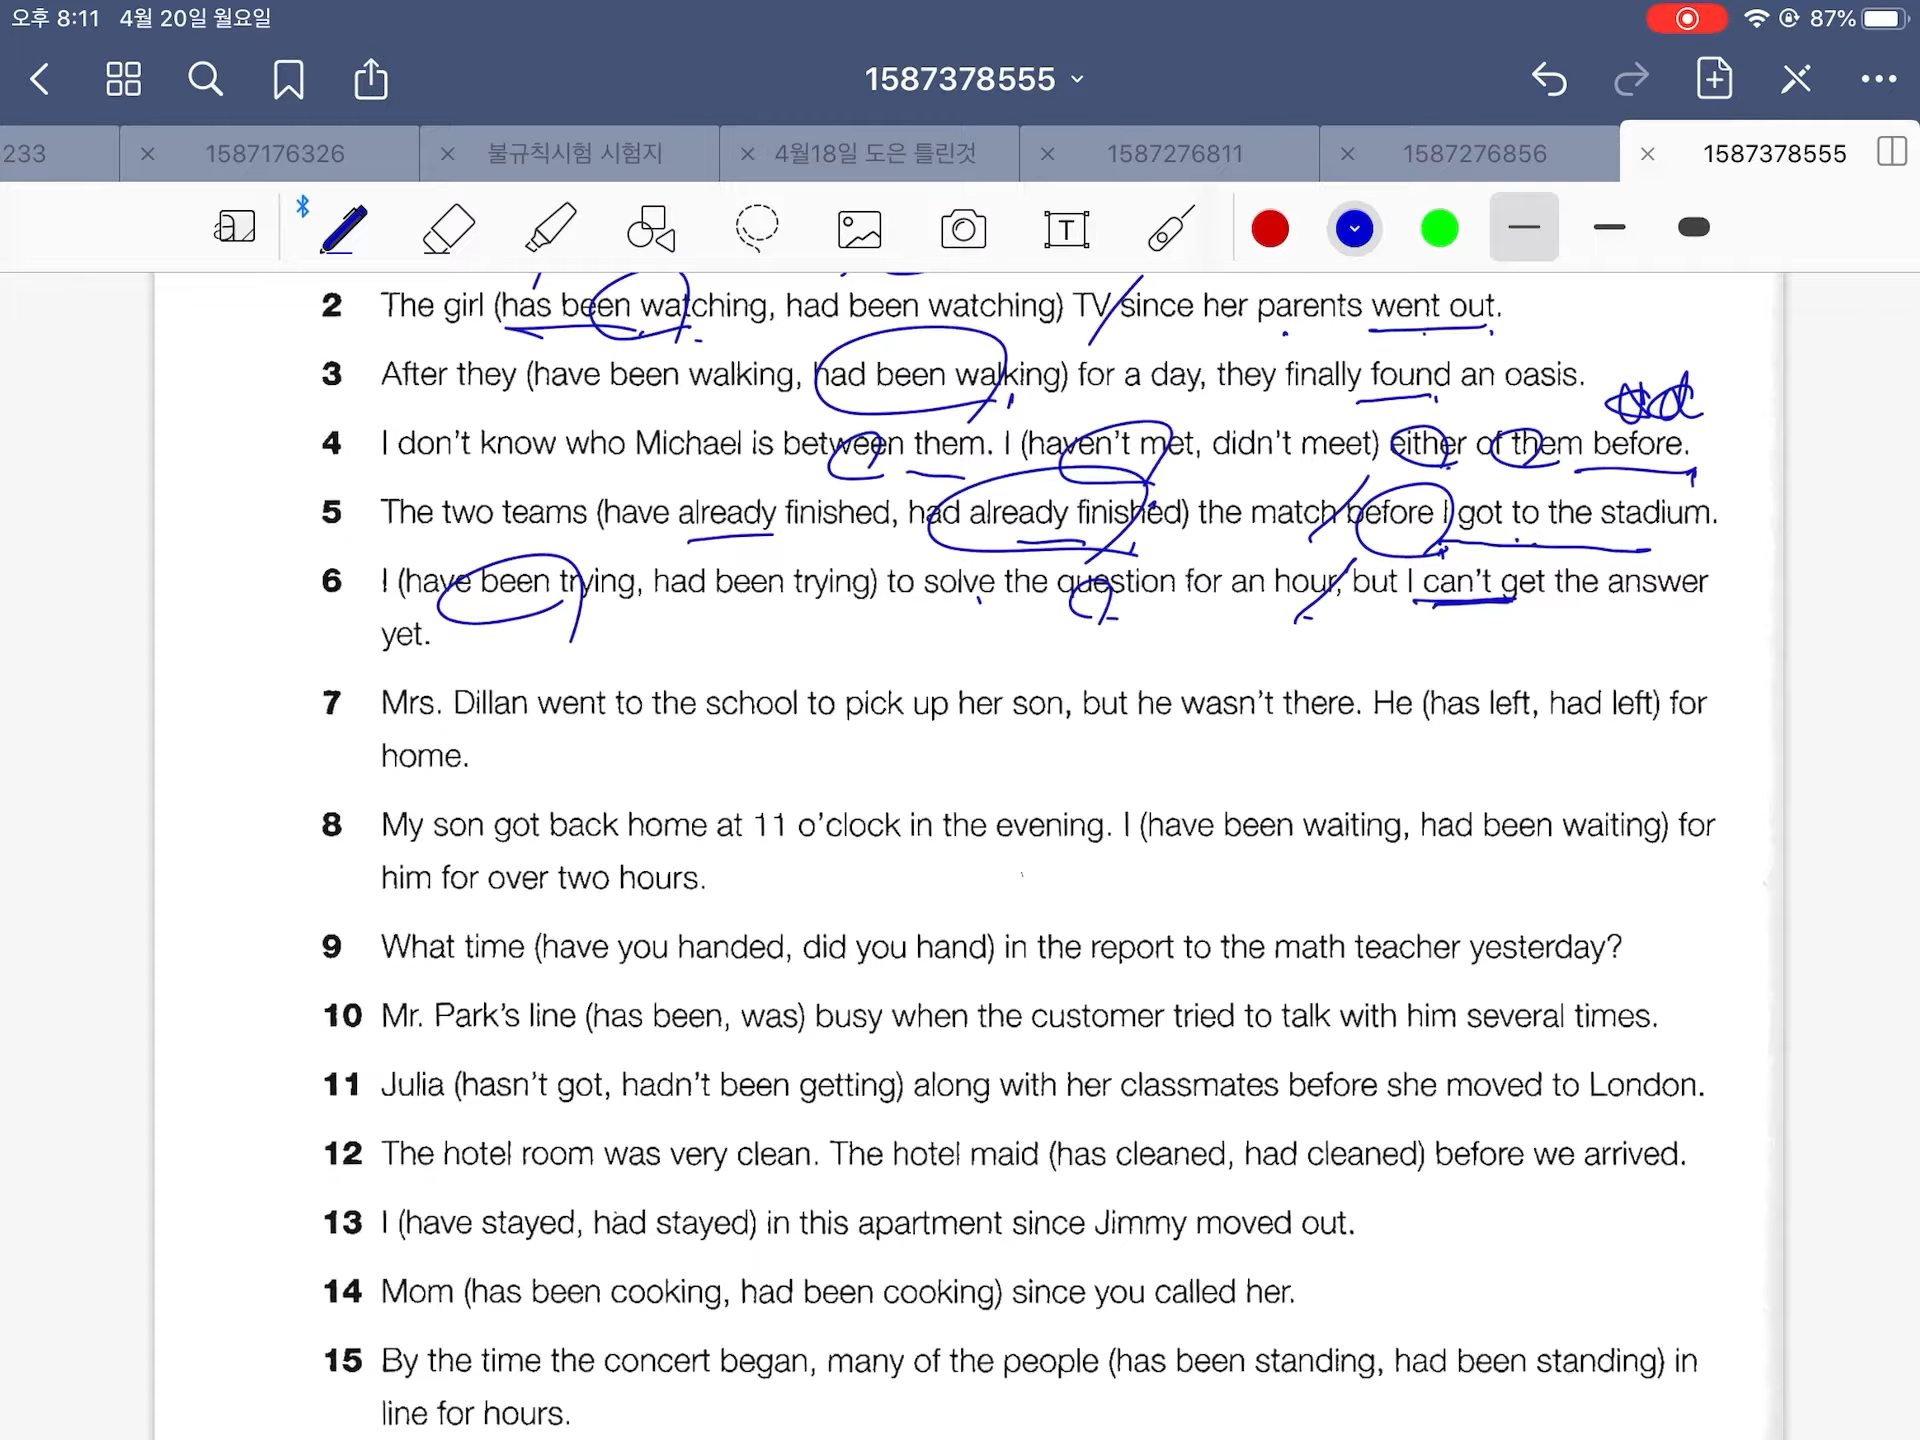 오후 8:11 4월 20일 월요일
87%
1587378555
233
1587176326
불규칙시험 시험지
4월18일 도은 틀린것
1587276811
1587276856
1587378555
2 The girl (has been watching, had been watching) TV since her parents went out.
3 After they (have been walking, had been walking) for a day, they finally found an oasis.
4 I don't know who Michael is between them. I (haven't met, didn't meet) either of them before.
5 The two teams (have already finished, had already finished) the match before I got to the stadium.
6 I (have been trying, had been trying) to solve the question for an hour, but I can't get the answer
yet.
7 Mrs. Dillan went to the school to pick up her son, but he wasn't there. He (has left, had left) for
home.
8 My son got back home at 11 o'clock in the evening. I (have been waiting, had been waiting) for
him for over two hours.
9 What time (have you handed, did you hand) in the report to the math teacher yesterday?
10 Mr. Park's line (has been, was) busy when the customer tried to talk with him several times.
11 Julia (hasn't got, hadn't been getting) along with her classmates before she moved to London.
12 The hotel room was very clean. The hotel maid (has cleaned, had cleaned) before we arrived.
13 I (have stayed, had stayed) in this apartment since Jimmy moved out.
14 Mom (has been cooking, had been cooking) since you called her.
15 By the time the concert began, many of the people (has been standing, had been standing) in
line for hours.